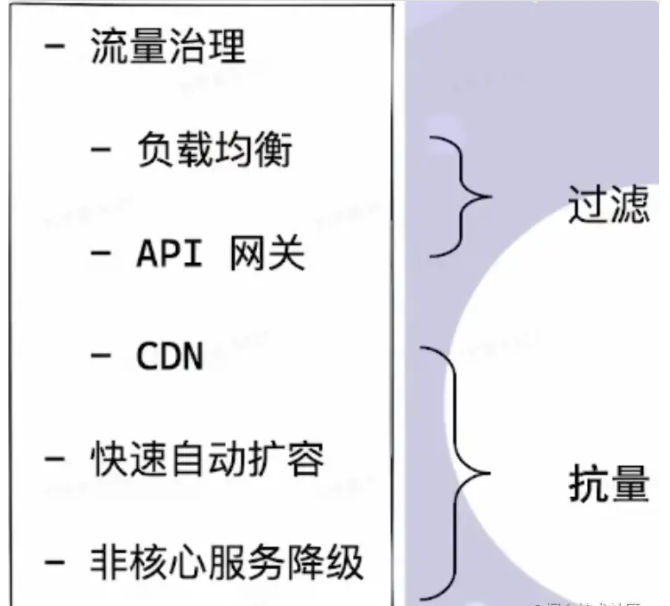 - 流量治理
- 负载均衡
- API 网关
- CDN
- 快速自动扩容
- 非核心服务降级
过滤
抗量